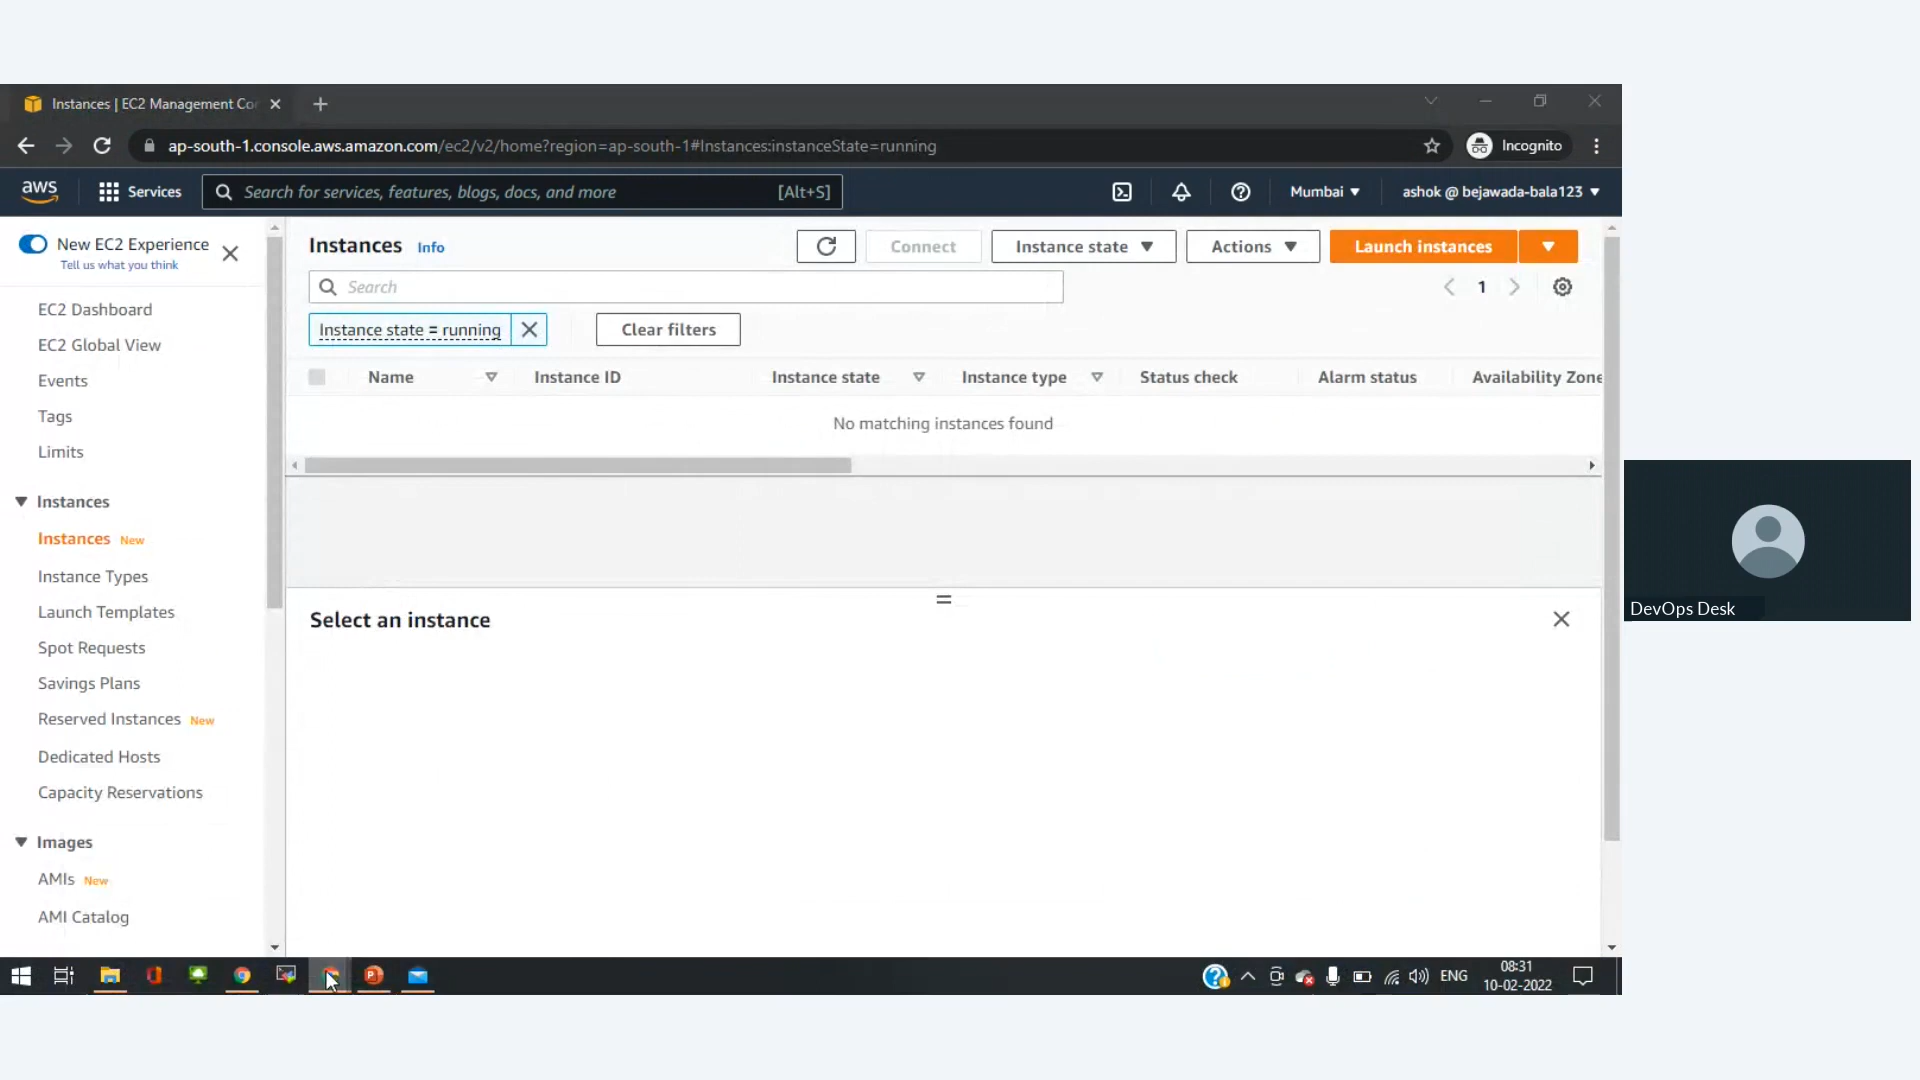 Instances | EC2 Management Co
ap-south-1.console.aws.amazon.com/ec2/v2/home?region=ap-south-1#Instances:instanceState=running
Incognito
aws
Services
Search for services, features, blogs, docs, and more
[Alt+S]
Mumbai
ashok @ bejawada-bala123
New EC2 Experience
Tell us what you think
EC2 Dashboard
EC2 Global View
Events
Tags
Limits
Instances
Instances New
Instance Types
Launch Templates
Spot Requests
Savings Plans
Reserved Instances New
Dedicated Hosts
Capacity Reservations
Images
AMIs New
AMI Catalog
Instances Info
Connect
Instance state
Actions
Launch instances
Search
1
Instance state = running
Clear filters
Name
Instance ID
Instance state
Instance type
Status check
Alarm status
Availability Zone
No matching instances found
Select an instance
DevOps Desk
ENG
08:31
10-02-2022